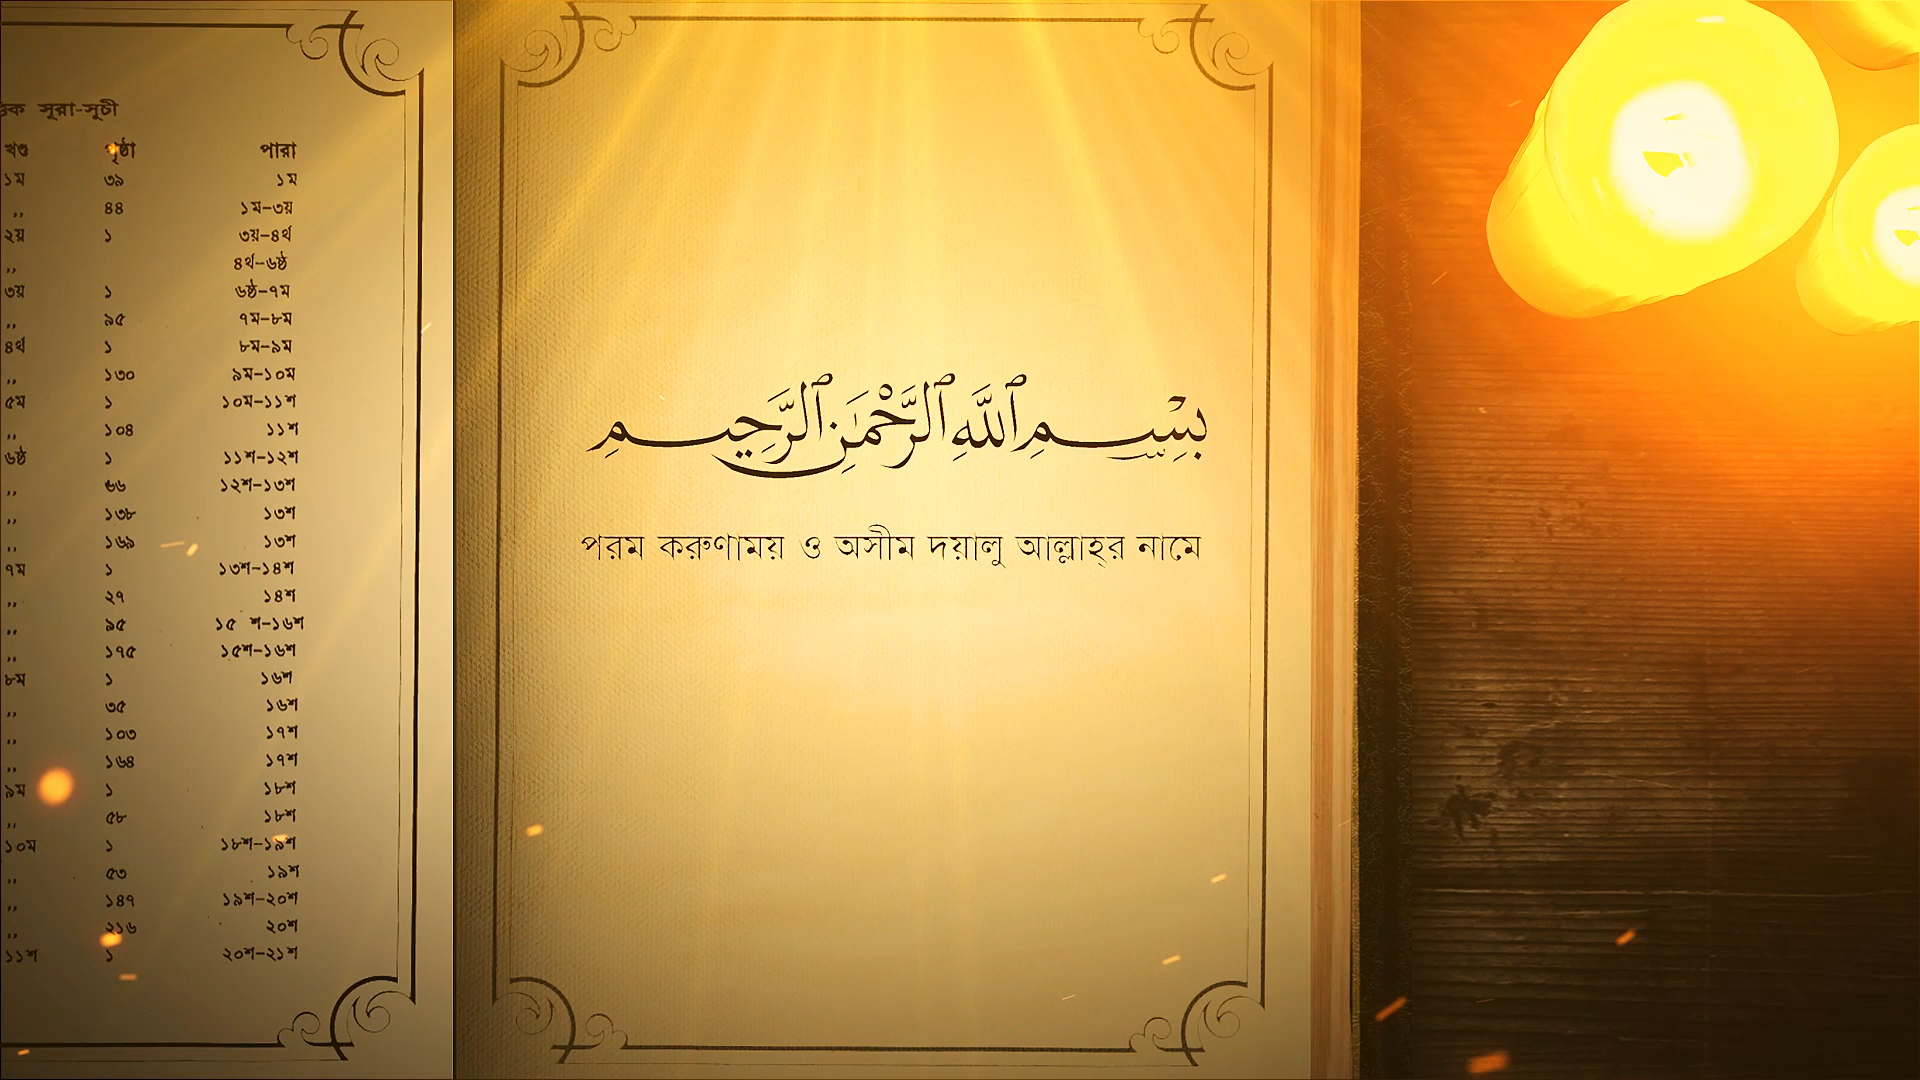 সূরা-সূচী
খণ্ড পৃষ্ঠা পারা
১ম ৩৯ ১ম
,, ৪৪ ১ম-৩য়
২য় ১ ৩য়-৪র্থ
,, ৪র্থ-৬ষ্ঠ
৩য় ১ ৬ষ্ঠ-৭ম
,, ৯৫ ৭ম-৮ম
৪র্থ ১ ৮ম-৯ম
,, ১৩০ ৯ম-১০ম
৫ম ১ ১০ম-১১শ
,, ১০৪ ১১শ
৬ষ্ঠ ১ ১১শ-১২শ
,, ৬৬ ১২শ-১৩শ
,, ১৩৮ ১৩শ
,, ১৬৯ ১৩শ
৭ম ১ ১৩শ-১৪শ
,, ২৭ ১৪শ
,, ৯৫ ১৫ শ-১৬শ
,, ১৭৫ ১৫শ-১৬শ
৮ম ১ ১৬শ
,, ৩৫ ১৬শ
,, ১০৩ ১৭শ
,, ১৬৪ ১৭শ
৯ম ১ ১৮শ
,, ৫৮ ১৮শ
১০ম ১ ১৮শ-১৯শ
,, ৫৩ ১৯শ
,, ১৪৭ ১৯শ-২০শ
,, ২১৬ ২০শ
১১শ ১ ২০শ-২১শ
بِسْمِ ٱللَّهِ ٱلرَّحْمَٰنِ ٱلرَّحِيمِ
পরম করুণাময় ও অসীম দয়ালু আল্লাহ্‌র নামে